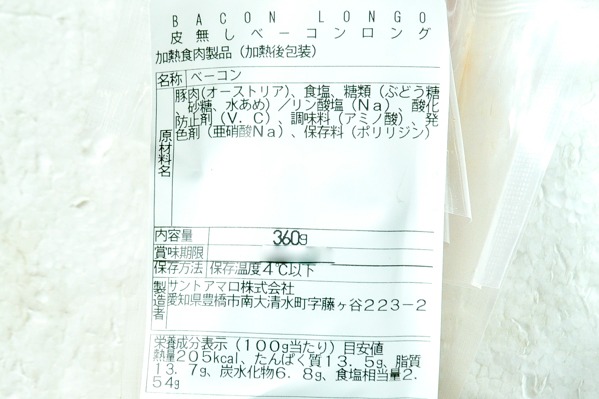 BACON LONGO
皮無しベーコンロング
加熱食肉製品（加熱後包装）
名称 ベーコン
原材料名
豚肉(オーストリア)、食塩、糖類（ぶどう糖
砂糖、水あめ）／リン酸塩（Na）、酸化
防止剤（V．C）、調味料（アミノ酸）、発
色剤（亜硝酸Na）、保存料（ポリリジン）
内容量 360g
賞味期限
保存方法 保存温度4℃以下
製造者
サントアマロ株式会社
愛知県豊橋市南大清水町字藤ヶ谷223-2
栄養成分表示（100g当たり）目安値
熱量205kcal、たんぱく質13．5g、脂質
13．7g、炭水化物6．8g、食塩相当量2．
54g